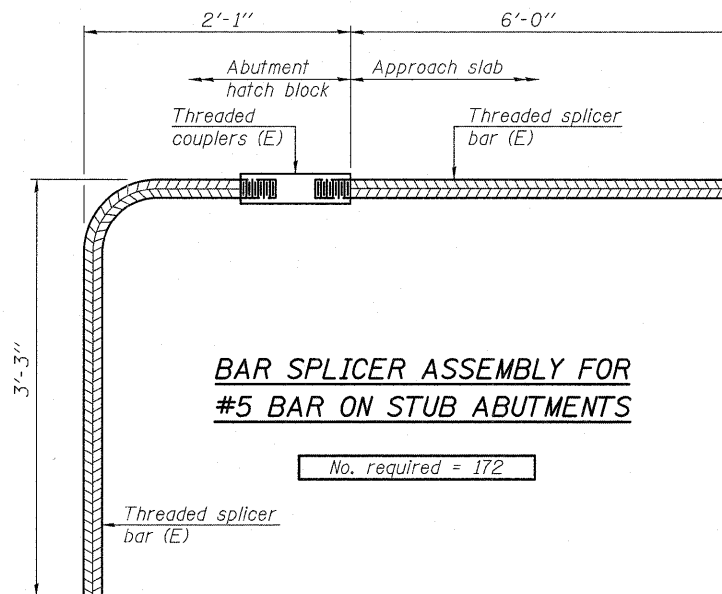 2'-1"
6'-0"
Abutment
hatch block
Approach slab
Threaded
couplers (E)
Threaded splicer
bar (E)
3'-3"
BAR SPLICER ASSEMBLY FOR
#5 BAR ON STUB ABUTMENTS
No. required = 172
Threaded splicer
bar (E)